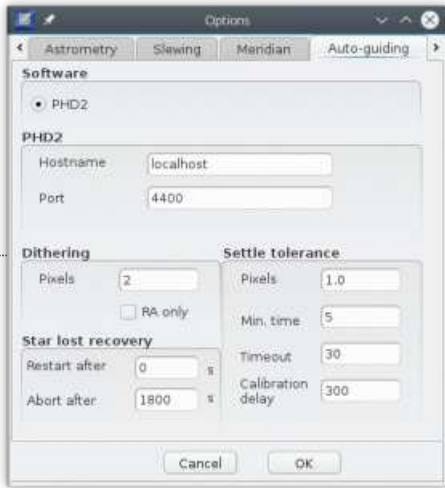 Options
Astrometry Slewing Meridian Auto-guiding
Software
PHD2
PHD2
Hostname localhost
Port 4400
Dithering
Pixels 2
RA only
Settle tolerance
Pixels 1.0
Min. time 5
Timeout 30
Calibration
delay 300
Star lost recovery
Restart after 0 s
Abort after 1800 s
Cancel OK